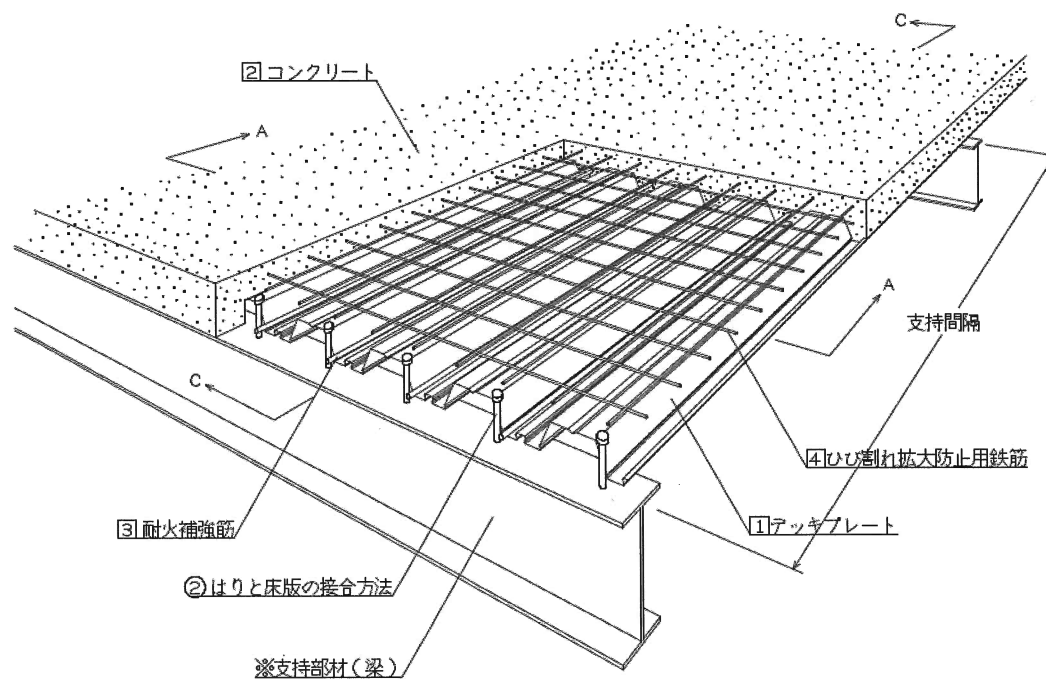 C
②コンクリート
A
A
支持間隔
C
④ひび割れ拡大防止用鉄筋
①デッキプレート
③耐火補強筋
②はりと床版の接合方法
※支持部材(梁)